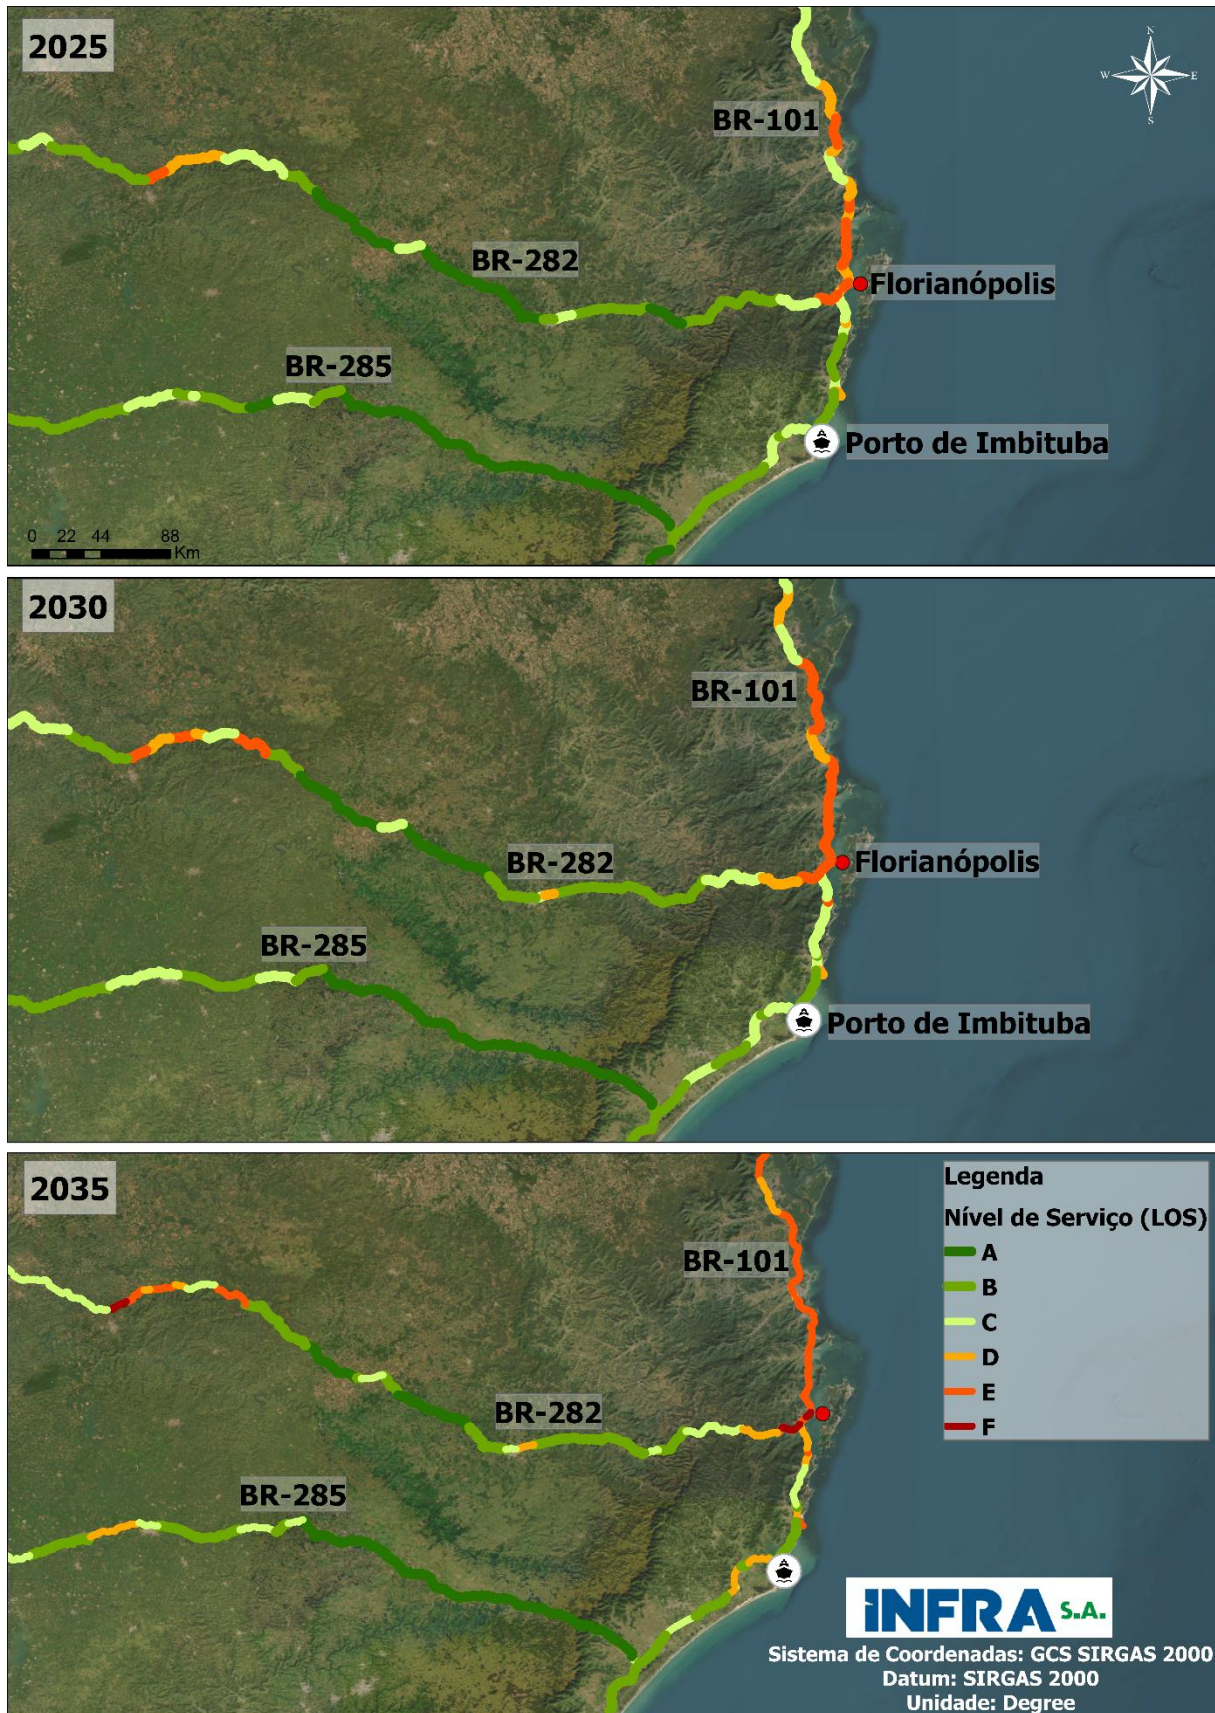 2025
N
W
E
S
BR-101
BR-282
Florianópolis
BR-285
Porto de Imbituba
0 22 44 88
Km
2030
BR-101
BR-282
Florianópolis
BR-285
Porto de Imbituba
2035
Legenda
Nível de Serviço (LOS)
A
B
C
D
E
F
BR-101
BR-282
BR-285
INFRA S.A.
Sistema de Coordenadas: GCS SIRGAS 2000
Datum: SIRGAS 2000
Unidade: Degree